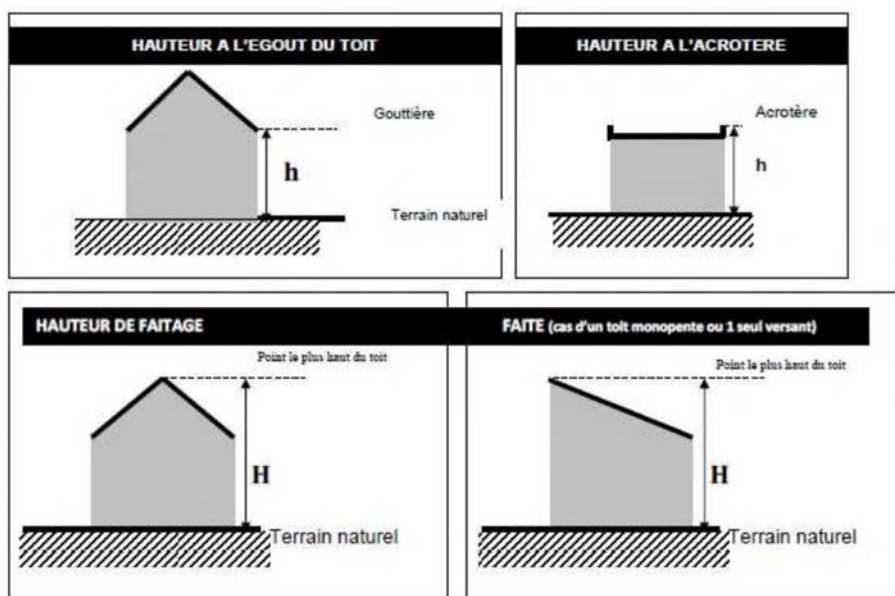 HAUTEUR A L'EGOUT DU TOIT
Gouttière
h
Terrain naturel
HAUTEUR A L'ACROTERE
Acrotère
h
HAUTEUR DE FAITAGE
Point le plus haut du toit
H
Terrain naturel
FAITE (cas d'un toit monopente ou 1 seul versant)
Point le plus haut du toit
H
Terrain naturel